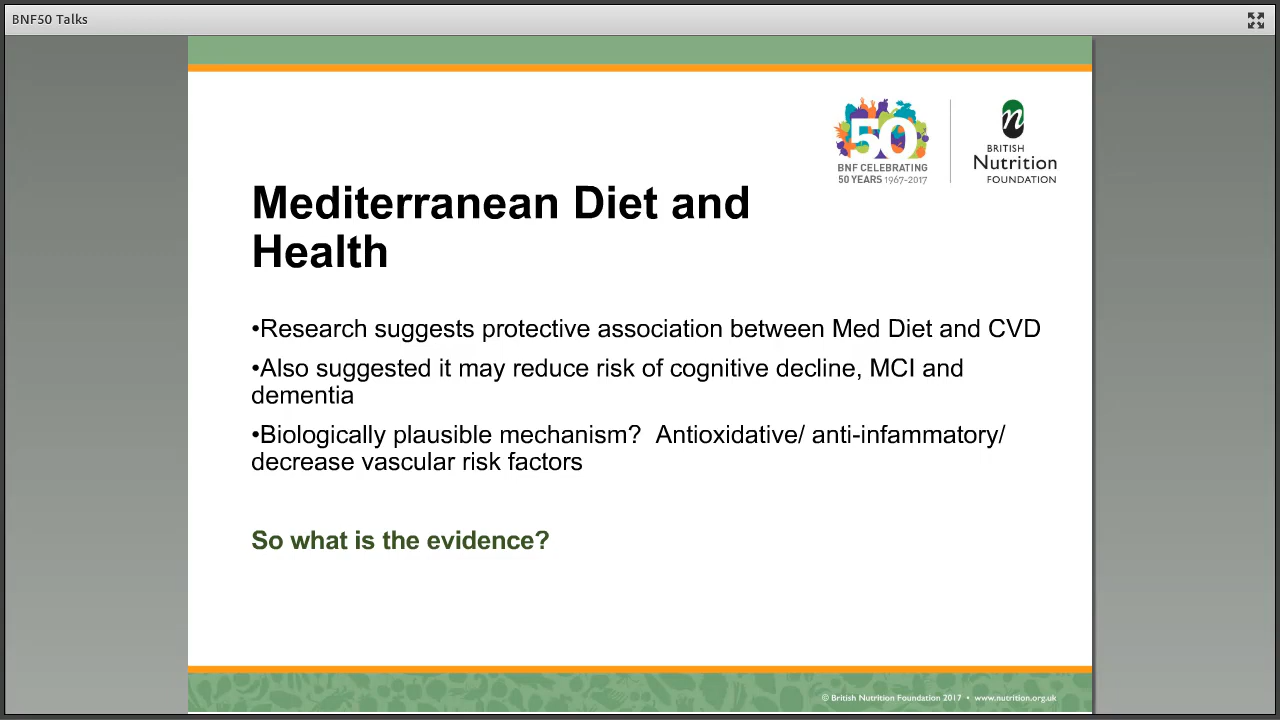 BNF50 Talks
50
BNF CELEBRATING
50 YEARS 1967-2017
n
BRITISH
Nutrition
FOUNDATION
Mediterranean Diet and
Health
•Research suggests protective association between Med Diet and CVD
•Also suggested it may reduce risk of cognitive decline, MCI and
dementia
•Biologically plausible mechanism?  Antioxidative/ anti-infammatory/
decrease vascular risk factors
So what is the evidence?
© British Nutrition Foundation 2017 • www.nutrition.org.uk